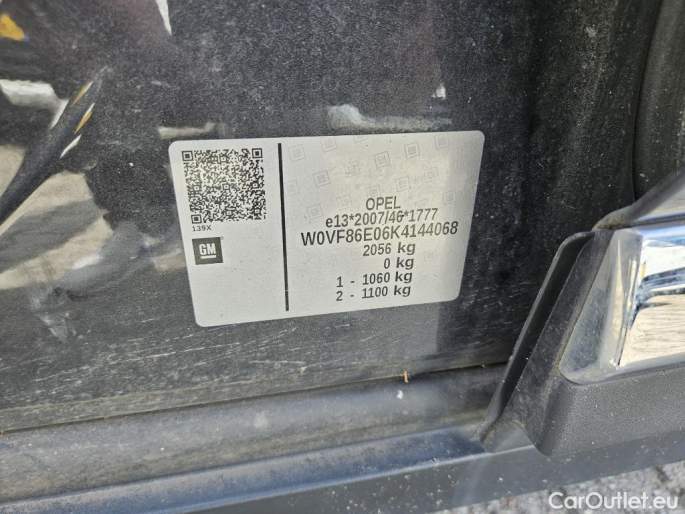 139X
GM
OPEL
e13*2007/46*1777
W0VF86E06K4144068
2056 kg
0 kg
1 - 1060 kg
2 - 1100 kg
CarOutlet.eu